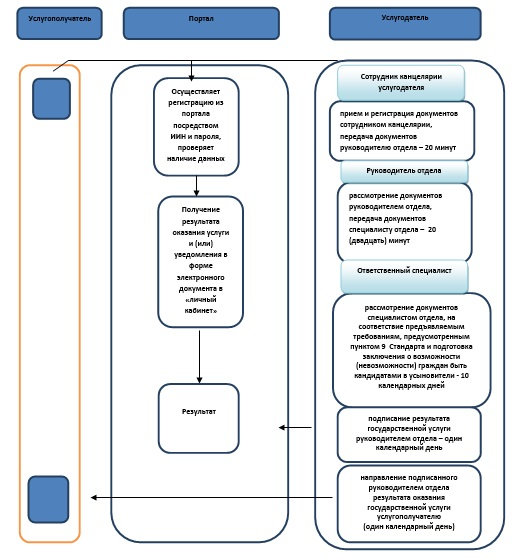 Услугополучатель
Портал
Услугодатель
Осуществляет
регистрацию из
портала
посредством
ИИН и пароля,
проверяет
наличие данных
Получение
результата
оказания услуги
и (или)
уведомления в
форме
электронного
документа в
«личный
кабинет»
Результат
Сотрудник канцелярии
услугодателя
прием и регистрация документов
сотрудником канцелярии,
передача документов
руководителю отдела – 20 минут
Руководитель отдела
рассмотрение документов
руководителем отдела,
передача документов
специалисту отдела – 20
(двадцать) минут
Ответственный специалист
рассмотрение документов
специалистом отдела, на
соответствие предъявляемым
требованиям, предусмотренным
пунктом 9 Стандарта и подготовка
заключения о возможности
(невозможности) граждан быть
кандидатами в усыновители - 10
календарных дней
подписание результата
государственной услуги
руководителем отдела – один
календарный день
направление подписанного
руководителем отдела
результата оказания
государственной услуги
услугополучателю
(один календарный день)